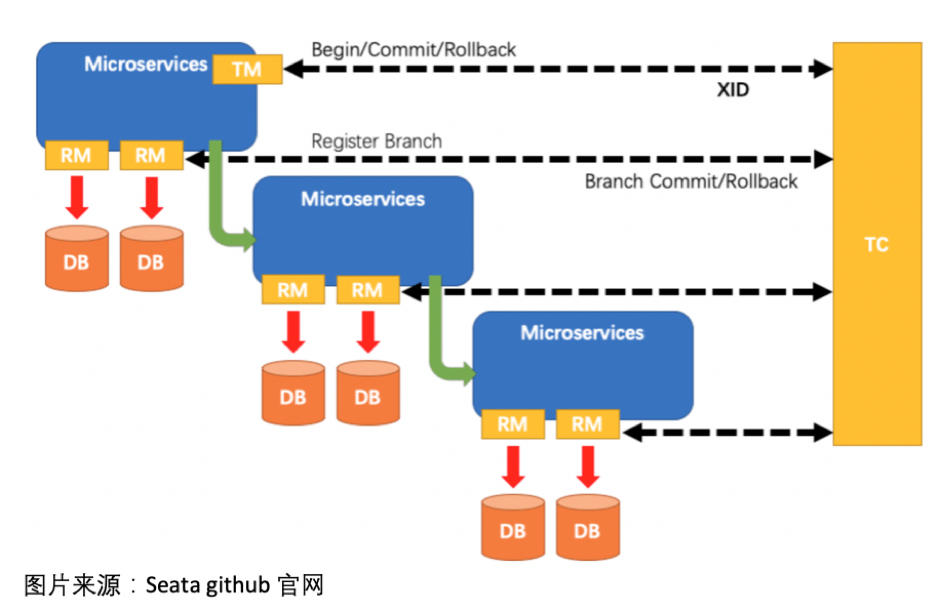 Begin/Commit/Rollback
Microservices
TM
XID
Register Branch
RM
RM
Branch Commit/Rollback
Microservices
DB
DB
TC
RM
RM
Microservices
DB
DB
RM
RM
DB
DB
图片来源：Seata github 官网